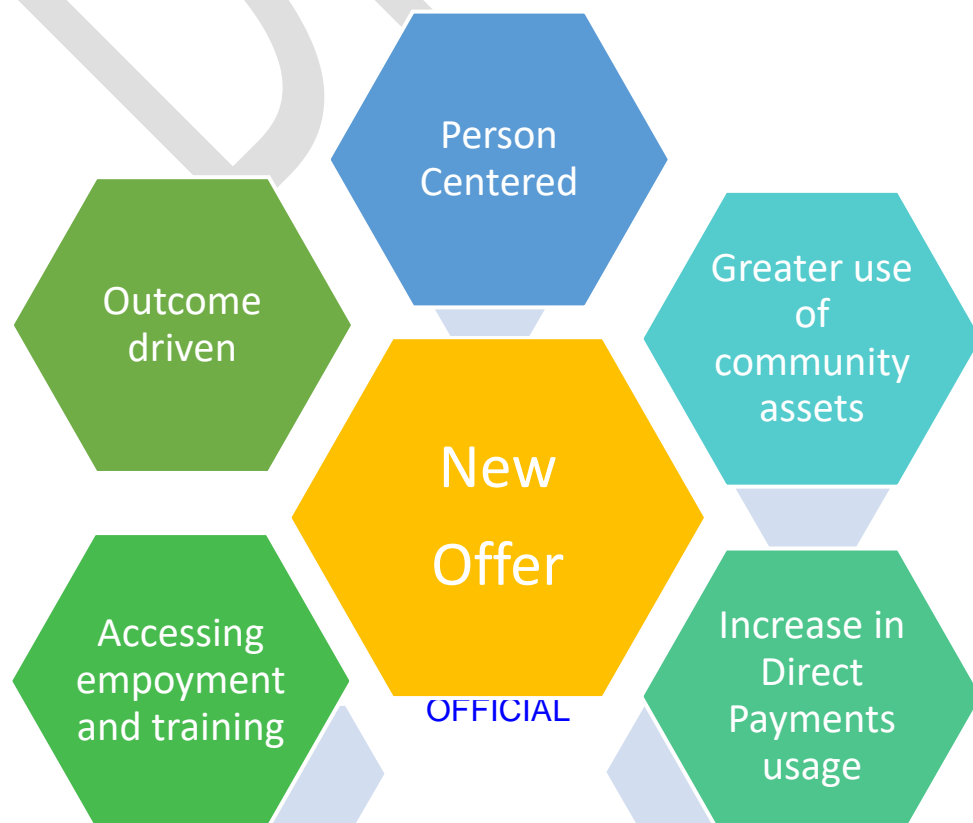 Person
Centered
Outcome
driven
Greater use
of
community
assets
New
Offer
Accessing
empoyment
and training
Increase in
Direct
Payments
usage
OFFICIAL